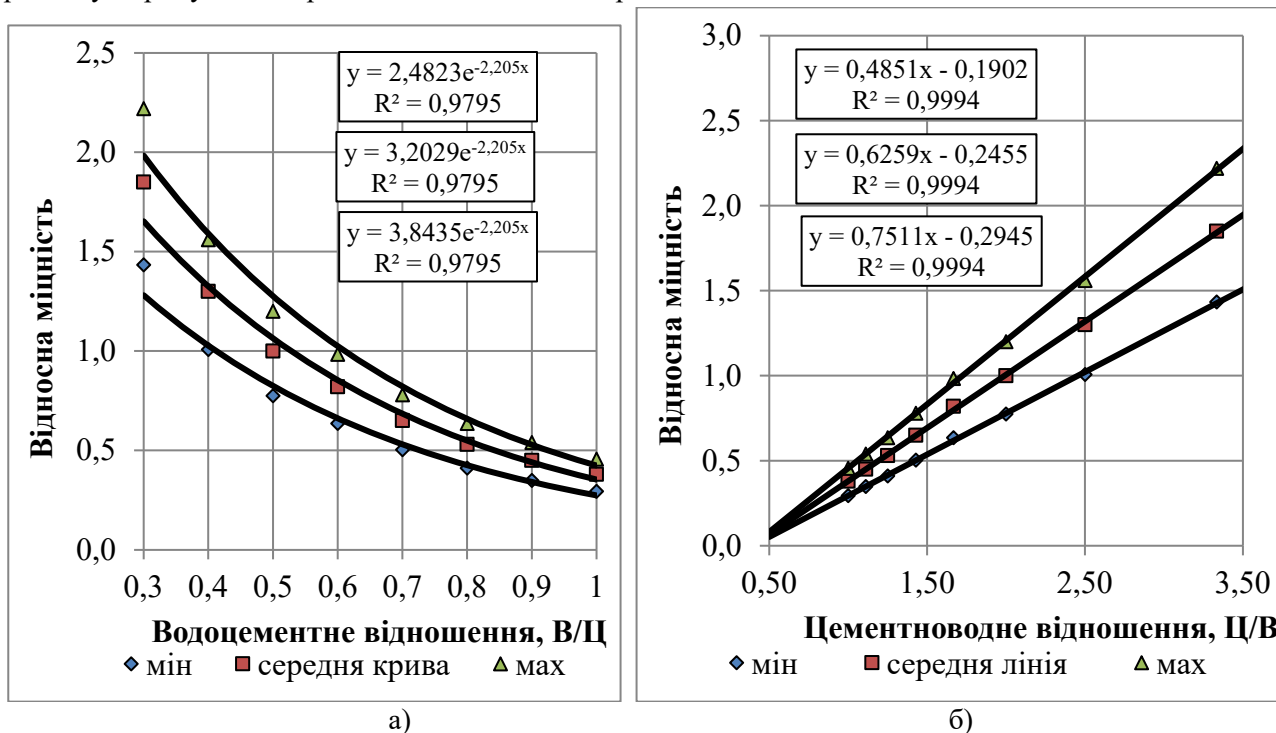 2,5
2,0
1,5
1,0
0,5
0,0
Відносна міцність
y = 2,4823e-2,205x
R² = 0,9795
y = 3,2029e-2,205x
R² = 0,9795
y = 3,8435e-2,205x
R² = 0,9795
0,3 0,4 0,5 0,6 0,7 0,8 0,9 1
Водоцементне відношення, В/Ц
мін середня крива мах
а)
3,0
2,5
2,0
1,5
1,0
0,5
0,0
Відносна міцність
y = 0,4851x - 0,1902
R² = 0,9994
y = 0,6259x - 0,2455
R² = 0,9994
y = 0,7511x - 0,2945
R² = 0,9994
0,50 1,50 2,50 3,50
Цементноводне відношення, Ц/В
мін середня лінія мах
б)